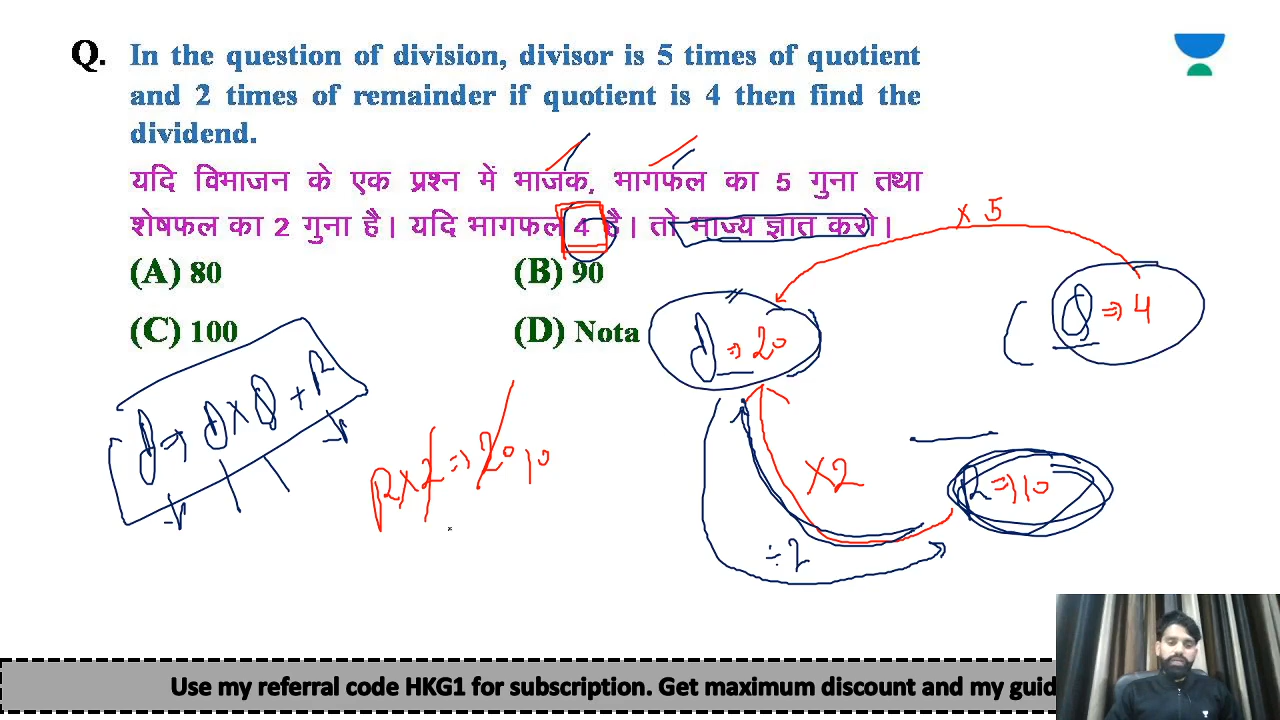 Q. In the question of division, divisor is 5 times of quotient
and 2 times of remainder if quotient is 4 then find the
dividend.
यदि विभाजन के एक प्रश्न में भाजक, भागफल का 5 गुना तथा
शेषफल का 2 गुना है। यदि भागफल 4 है। तो भाज्य ज्ञात करो।
× 5
(A) 80
(B) 90
(C) 100
(D) Nota
d ⇒ 20
Q ⇒ 4
D ⇒ d × Q + R
R × 2 ⇒ 20 10
×2
R ⇒ 10
÷2
Use my referral code HKG1 for subscription. Get maximum discount and my guid